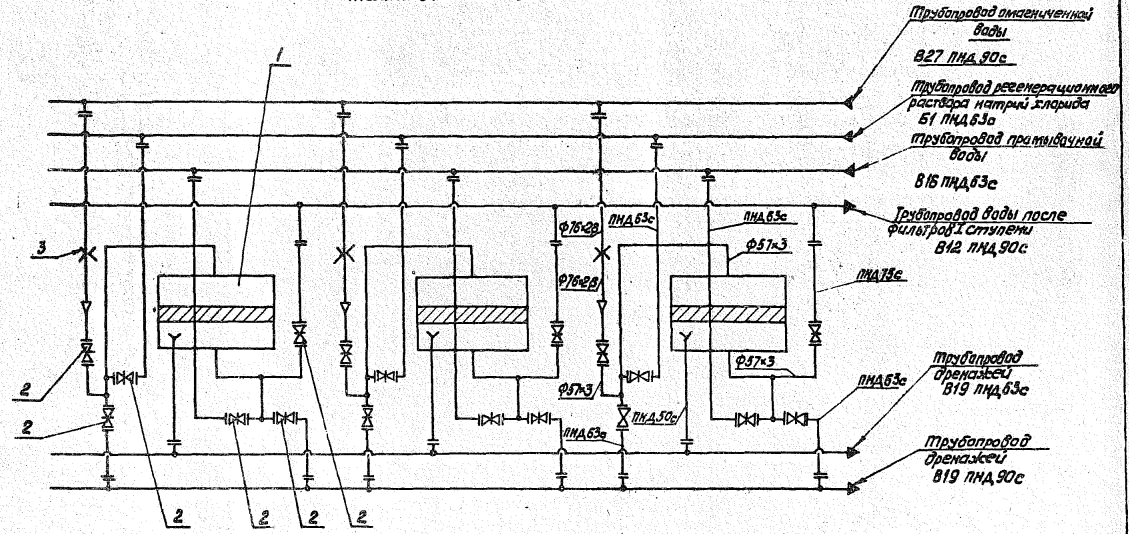 Трубопровод омагниченной
воды
В27 ПНД 90с
Трубопровод регенерационного
раствора натрий хлорида
Б1 ПНД 63с
Трубопровод промывочной
воды
В16 ПНД 63с
Трубопровод воды после
фильтров I ступени
В12 ПНД 90с
1
3
2
2
2
2
2
2
Ф76×2,8
ПНД 63с
ПНД 63с
Ф57×3
Ф76×2,8
ПНД 75с
Ф57×3
Ф57×3
ПНД 63с
ПНД 50с
ПНД 63с
Трубопровод
дренажей
В19 ПНД 63с
Трубопровод
дренажей
В19 ПНД 90с